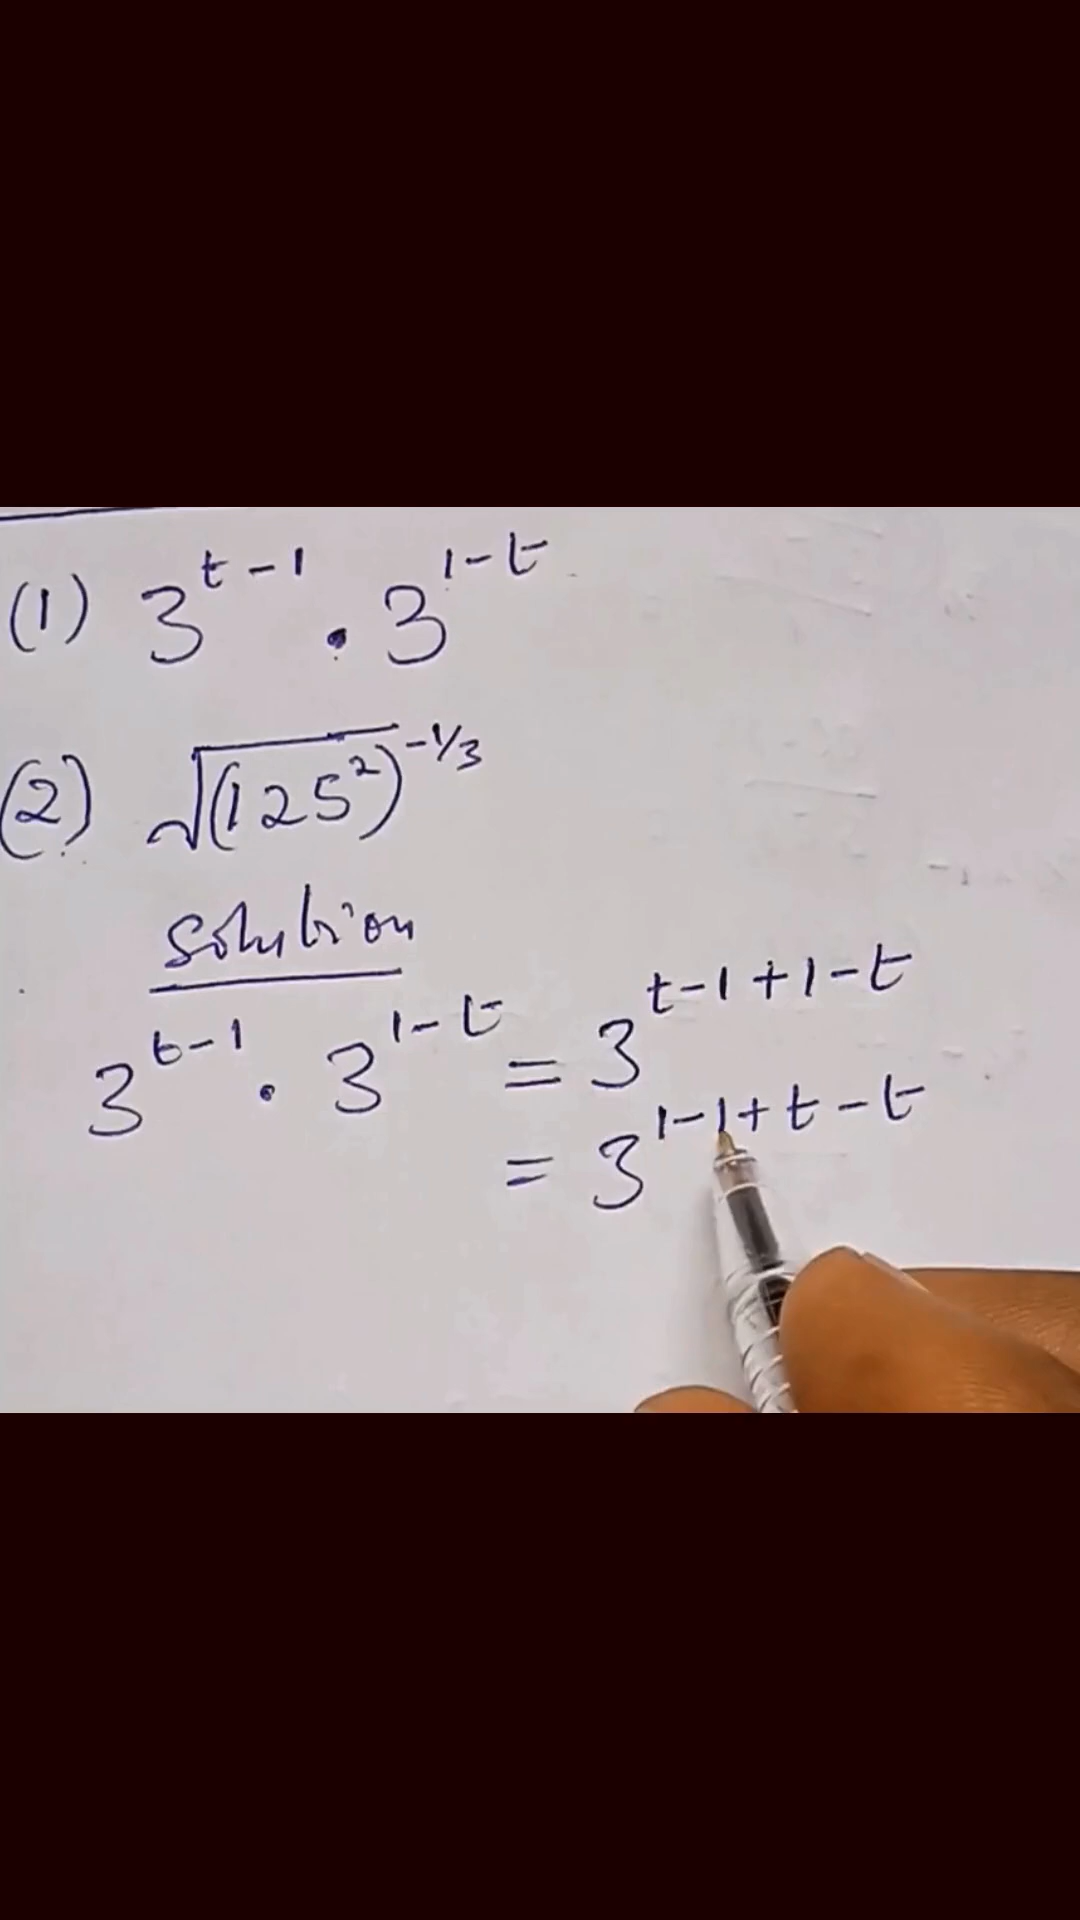 (1) 3^{t-1} . 3^{1-t}
(2) √(125²)^{-1/3}
Solution
3^{t-1} . 3^{1-t} = 3^{t-1+1-t}
= 3^{1-1+t-t}